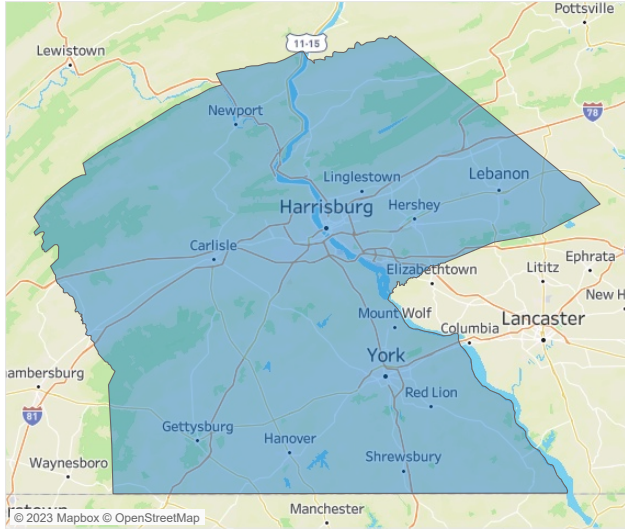 Pottsville
11-15
Lewistown
Newport
78
Linglestown
Lebanon
Harrisburg
Hershey
Carlisle
Ephrata
Elizabethtown
Lititz
New H
Mount Wolf
Columbia
Lancaster
York
ambersburg
Red Lion
81
Gettysburg
Hanover
Shrewsbury
Waynesboro
Manchester
© 2023 Mapbox © OpenStreetMap